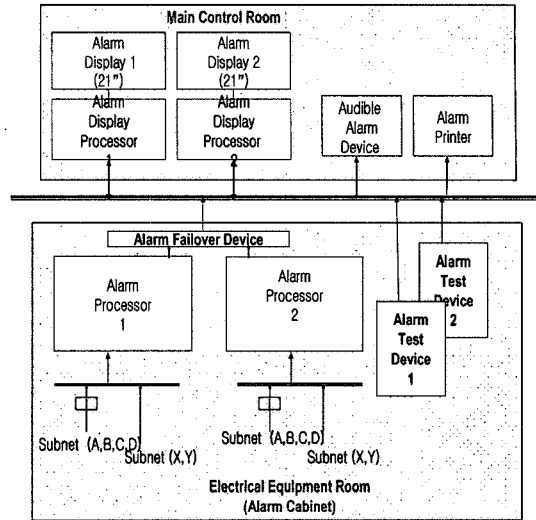 Main Control Room
Alarm
Display 1
(21")
Alarm
Display 2
(21")
Alarm
Display
Processor
1
Alarm
Display
Processor
Audible
Alarm
Device
Alarm
Printer
Alarm Failover Device
Alarm
Processor
1
Alarm
Processor
2
Alarm
Test
Device
2
Alarm
Test
Device
1
Subnet (A,B,C,D)
Subnet (X,Y)
Subnet (A,B,C,D)
Subnet (X,Y)
Electrical Equipment Room
(Alarm Cabinet)